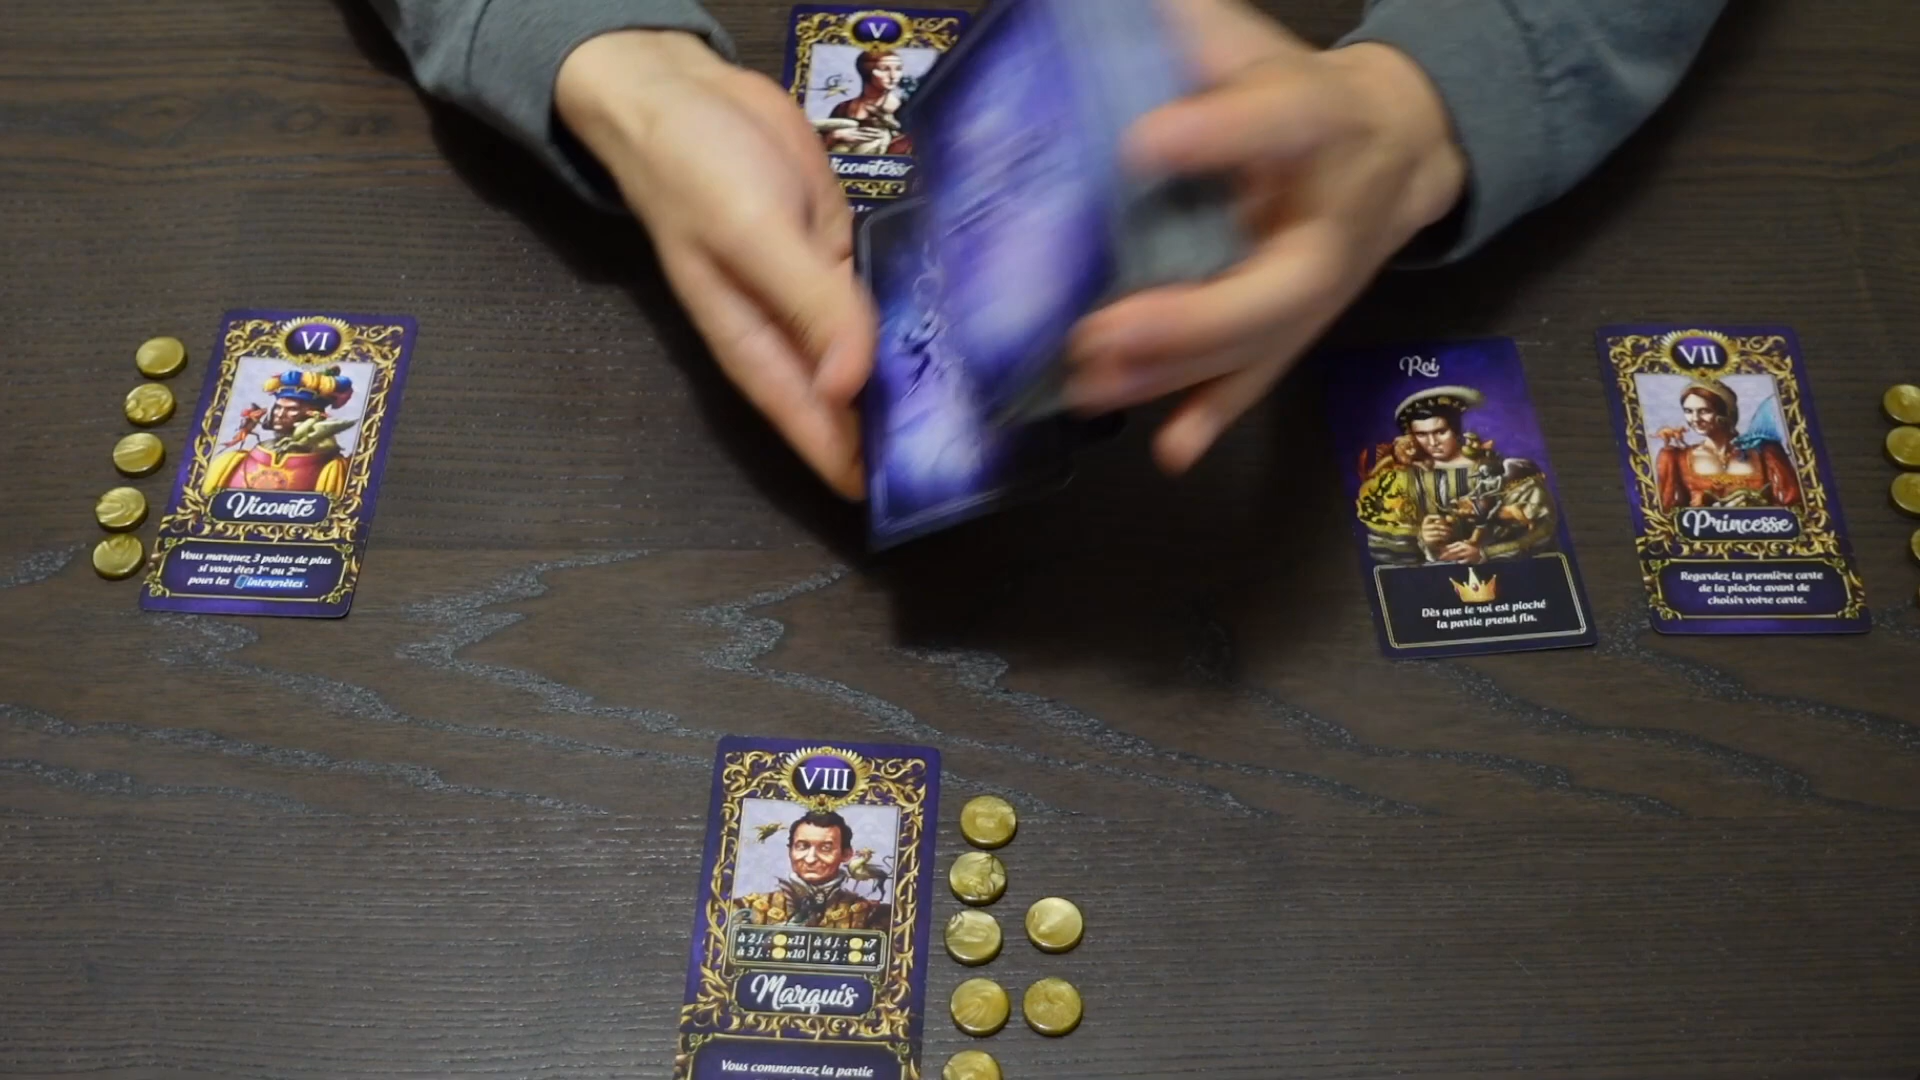 V
icomtess
VI
Vicomte
Vous marquez 3 points de plus
si vous êtes 1er ou 2ème
pour les interprètes.
Roi
Dès que le roi est pioché
la partie prend fin.
VII
Princesse
Regardez la première carte
de la pioche avant de
choisir votre carte.
VIII
à 2 j. : x11 | à 4 j. : x7
à 3 j. : x10 | à 5 j. : x6
Marquis
Vous commencez la partie